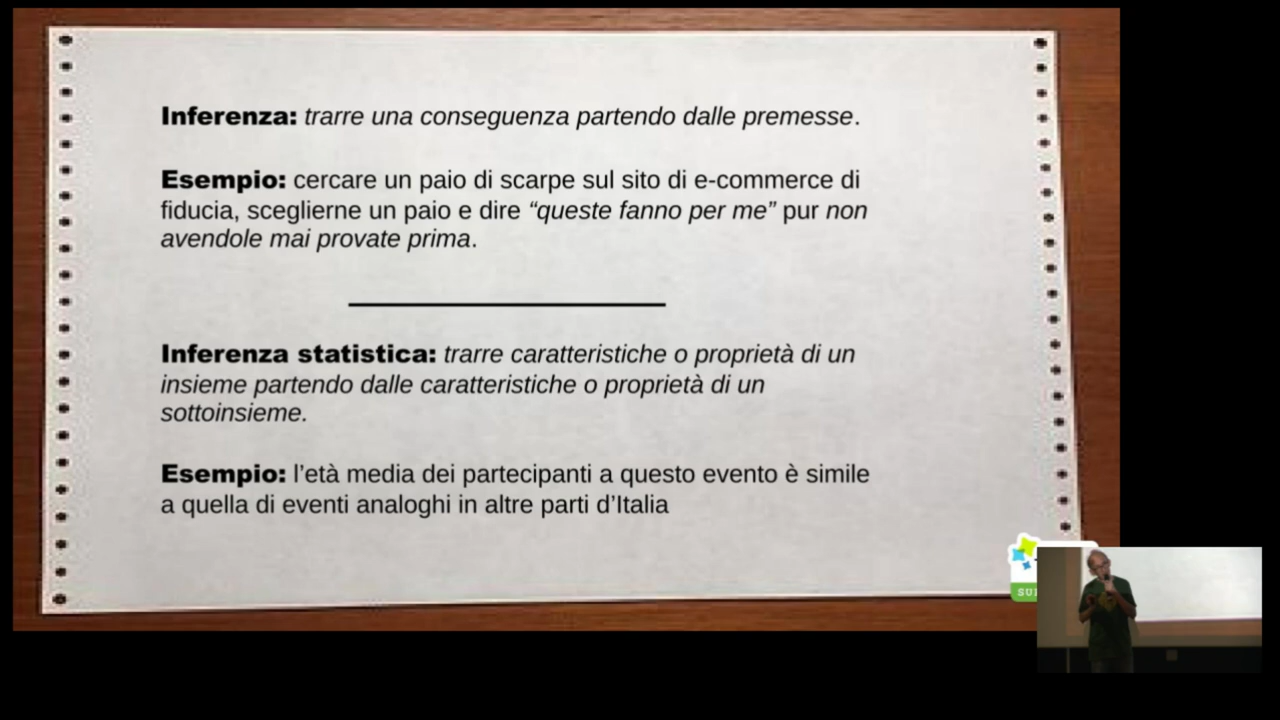 Inferenza: trarre una conseguenza partendo dalle premesse.
Esempio: cercare un paio di scarpe sul sito di e-commerce di
fiducia, sceglierne un paio e dire “queste fanno per me” pur non
avendole mai provate prima.
Inferenza statistica: trarre caratteristiche o proprietà di un
insieme partendo dalle caratteristiche o proprietà di un
sottoinsieme.
Esempio: l’età media dei partecipanti a questo evento è simile
a quella di eventi analoghi in altre parti d’Italia